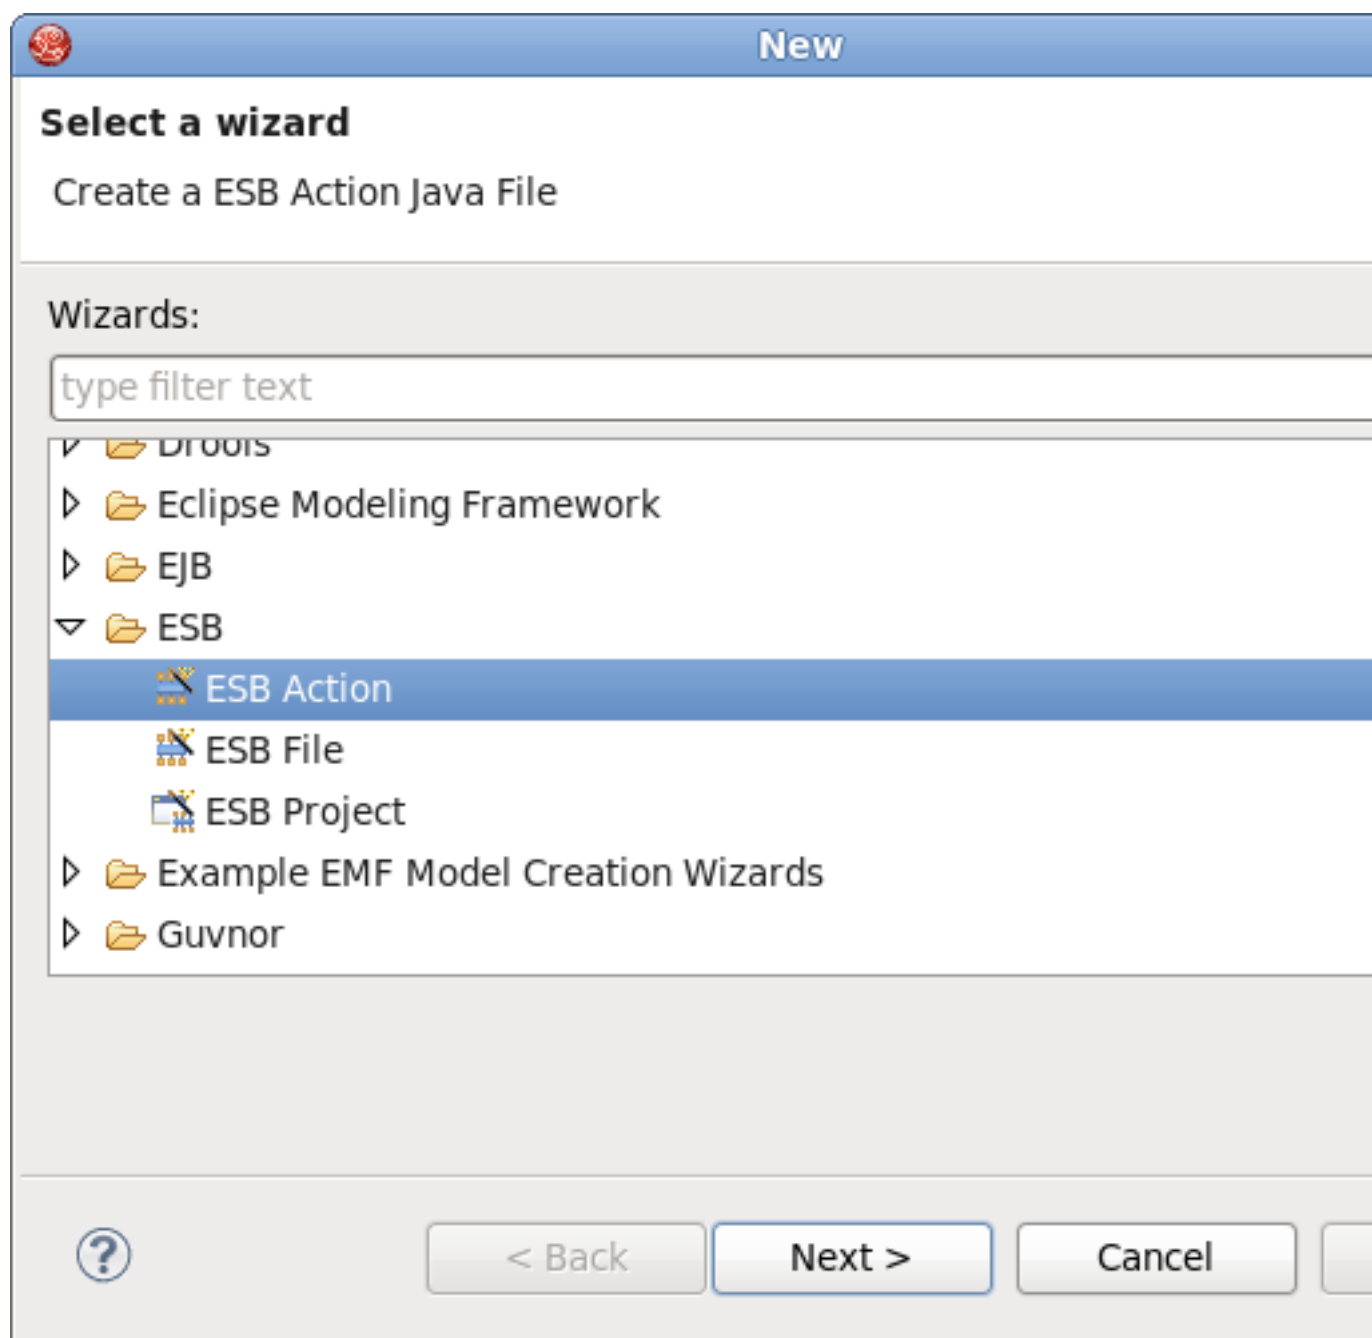 New
Select a wizard
Create a ESB Action Java File
Wizards:
type filter text
Drools
Eclipse Modeling Framework
EJB
ESB
ESB Action
ESB File
ESB Project
Example EMF Model Creation Wizards
Guvnor
< Back Next > Cancel